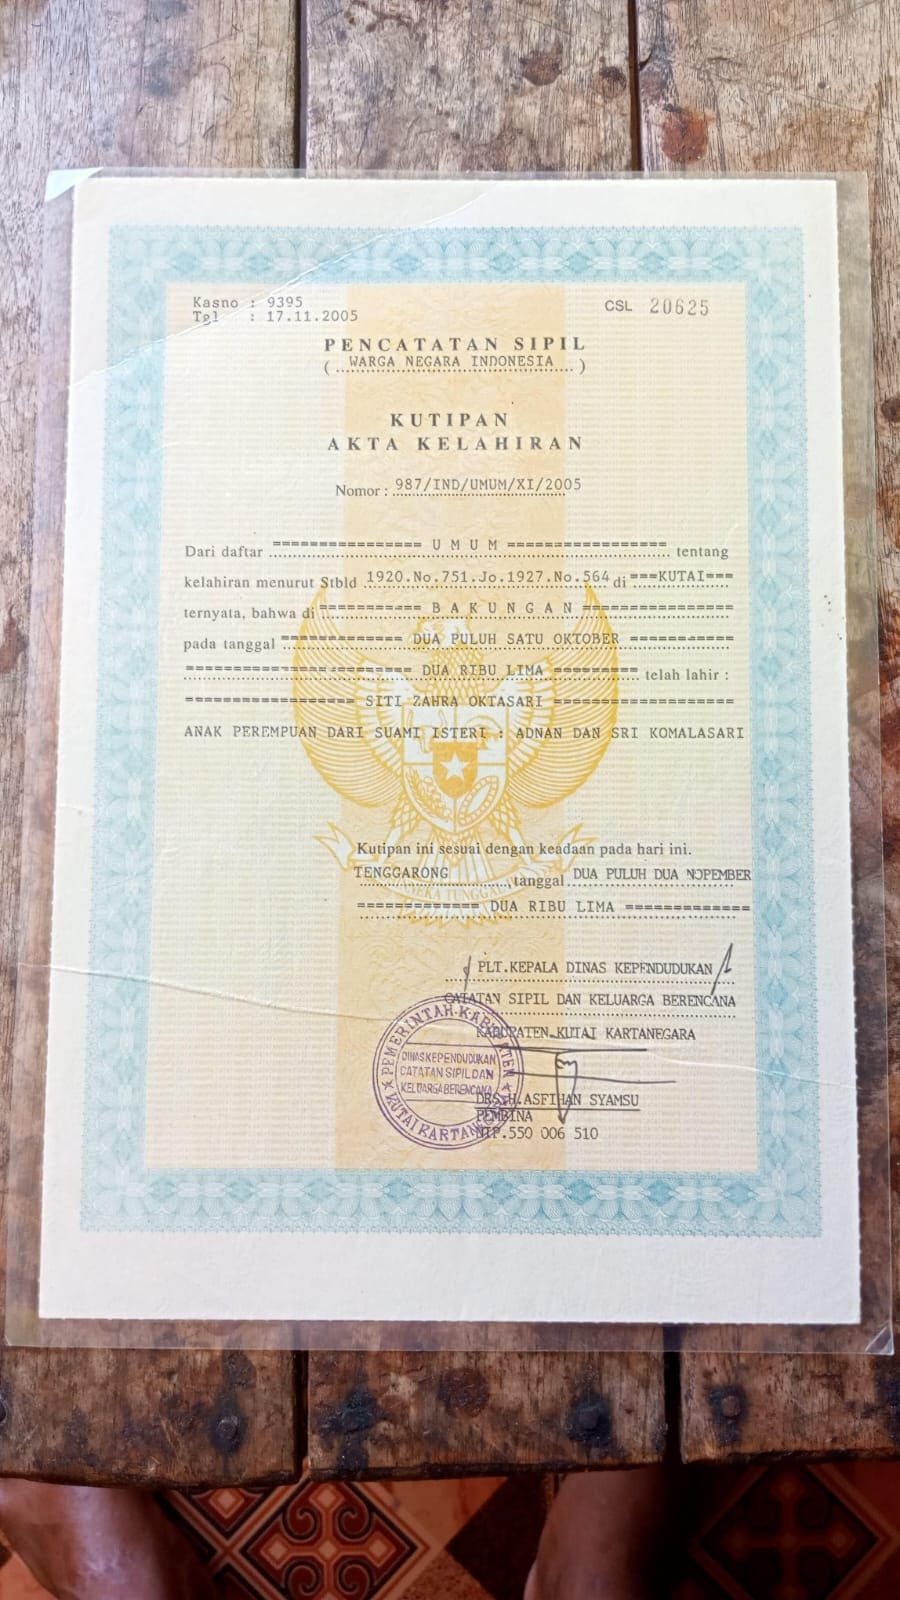 Kasno : 9395
Tgl : 17.11.2005
CSL 20625
PENCATATAN SIPIL
( WARGA NEGARA INDONESIA )
KUTIPAN
AKTA KELAHIRAN
Nomor : 987/IND/UMUM/XI/2005
Dari daftar ================ U M U M ================= tentang
kelahiran menurut Stbld 1920.No.751.Jo.1927.No.564 di ===KUTAI===
ternyata, bahwa di =========== B A K U N G A N ================
pada tanggal ============= DUA PULUH SATU OKTOBER ===========
======================== DUA RIBU LIMA ========= telah lahir :
================== SITI ZAHRA OKTASARI ===================
ANAK PEREMPUAN DARI SUAMI ISTERI : ADNAN DAN SRI KOMALASARI
Kutipan ini sesuai dengan keadaan pada hari ini.
TENGGARONG , tanggal DUA PULUH DUA NOPEMBER
============= DUA RIBU LIMA =============
PLT.KEPALA DINAS KEPENDUDUKAN
CATATAN SIPIL DAN KELUARGA BERENCANA
KABUPATEN KUTAI KARTANEGARA
PEMERINTAH KABUPATEN
DINAS KEPENDUDUKAN
CATATAN SIPIL DAN
KELUARGA BERENCANA
KUTAI KARTANEGARA
DRS.H.ASFIHAN SYAMSU
PEMBINA
NIP.550 006 510